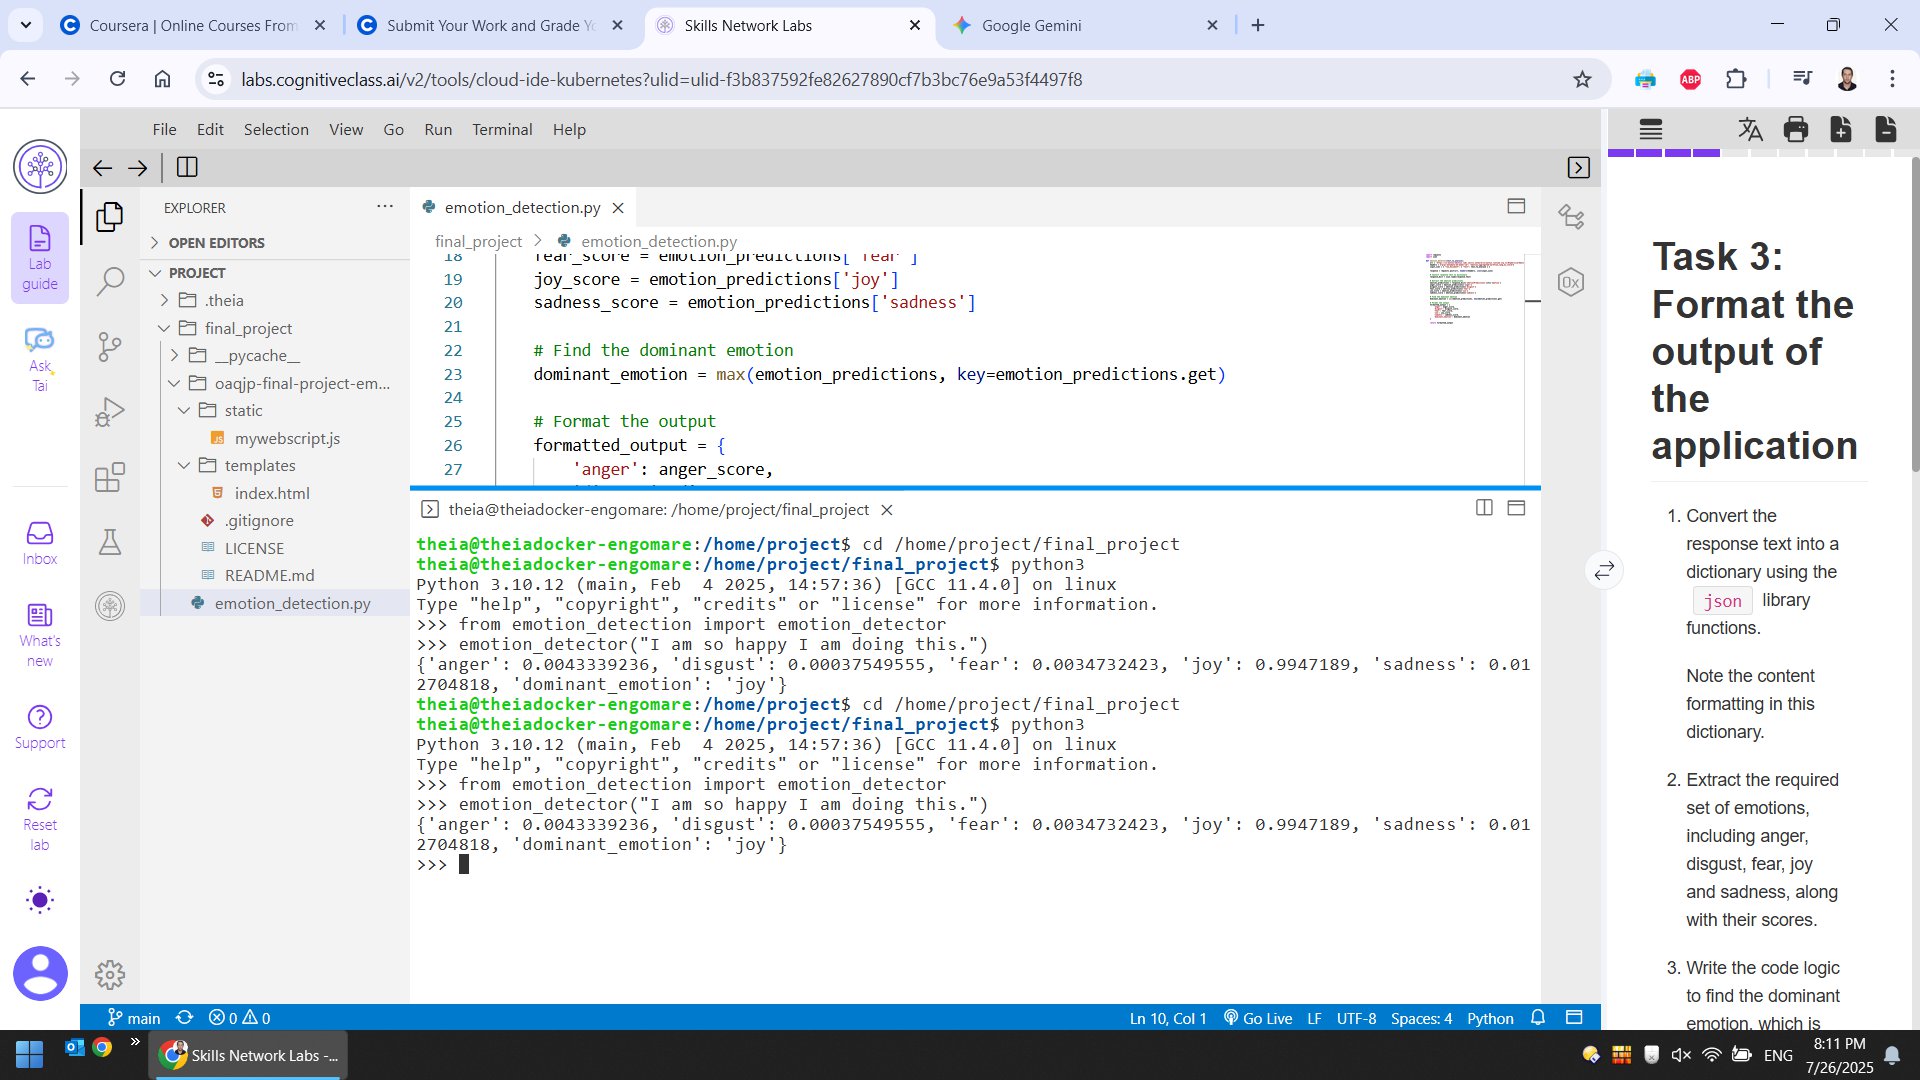 Coursera | Online Courses From
Submit Your Work and Grade Yo
Skills Network Labs
Google Gemini
labs.cognitiveclass.ai/v2/tools/cloud-ide-kubernetes?ulid=ulid-f3b837592fe82627890cf7b3bc76e9a53f4497f8
ABP
File Edit Selection View Go Run Terminal Help
Lab guide
Ask Tai
Inbox
What's new
Support
Reset lab
EXPLORER
OPEN EDITORS
PROJECT
.theia
final_project
__pycache__
oaqjp-final-project-em...
static
JS mywebscript.js
templates
index.html
.gitignore
LICENSE
README.md
emotion_detection.py
emotion_detection.py
final_project > emotion_detection.py
18 fear_score = emotion_predictions['fear']
19 joy_score = emotion_predictions['joy']
20 sadness_score = emotion_predictions['sadness']
21
22 # Find the dominant emotion
23 dominant_emotion = max(emotion_predictions, key=emotion_predictions.get)
24
25 # Format the output
26 formatted_output = {
27 'anger': anger_score,
theia@theiadocker-engomare: /home/project/final_project
theia@theiadocker-engomare:/home/project$ cd /home/project/final_project
theia@theiadocker-engomare:/home/project/final_project$ python3
Python 3.10.12 (main, Feb  4 2025, 14:57:36) [GCC 11.4.0] on linux
Type "help", "copyright", "credits" or "license" for more information.
>>> from emotion_detection import emotion_detector
>>> emotion_detector("I am so happy I am doing this.")
{'anger': 0.0043339236, 'disgust': 0.00037549555, 'fear': 0.0034732423, 'joy': 0.9947189, 'sadness': 0.01
2704818, 'dominant_emotion': 'joy'}
theia@theiadocker-engomare:/home/project$ cd /home/project/final_project
theia@theiadocker-engomare:/home/project/final_project$ python3
Python 3.10.12 (main, Feb  4 2025, 14:57:36) [GCC 11.4.0] on linux
Type "help", "copyright", "credits" or "license" for more information.
>>> from emotion_detection import emotion_detector
>>> emotion_detector("I am so happy I am doing this.")
{'anger': 0.0043339236, 'disgust': 0.00037549555, 'fear': 0.0034732423, 'joy': 0.9947189, 'sadness': 0.01
2704818, 'dominant_emotion': 'joy'}
>>>
0x
Task 3:
Format the
output of
the
application
1. Convert the
response text into a
dictionary using the
json library
functions.
Note the content
formatting in this
dictionary.
2. Extract the required
set of emotions,
including anger,
disgust, fear, joy
and sadness, along
with their scores.
3. Write the code logic
to find the dominant
emotion, which is
main 0 0 Ln 10, Col 1 Go Live LF UTF-8 Spaces: 4 Python
Skills Network Labs -...
ENG
8:11 PM
7/26/2025